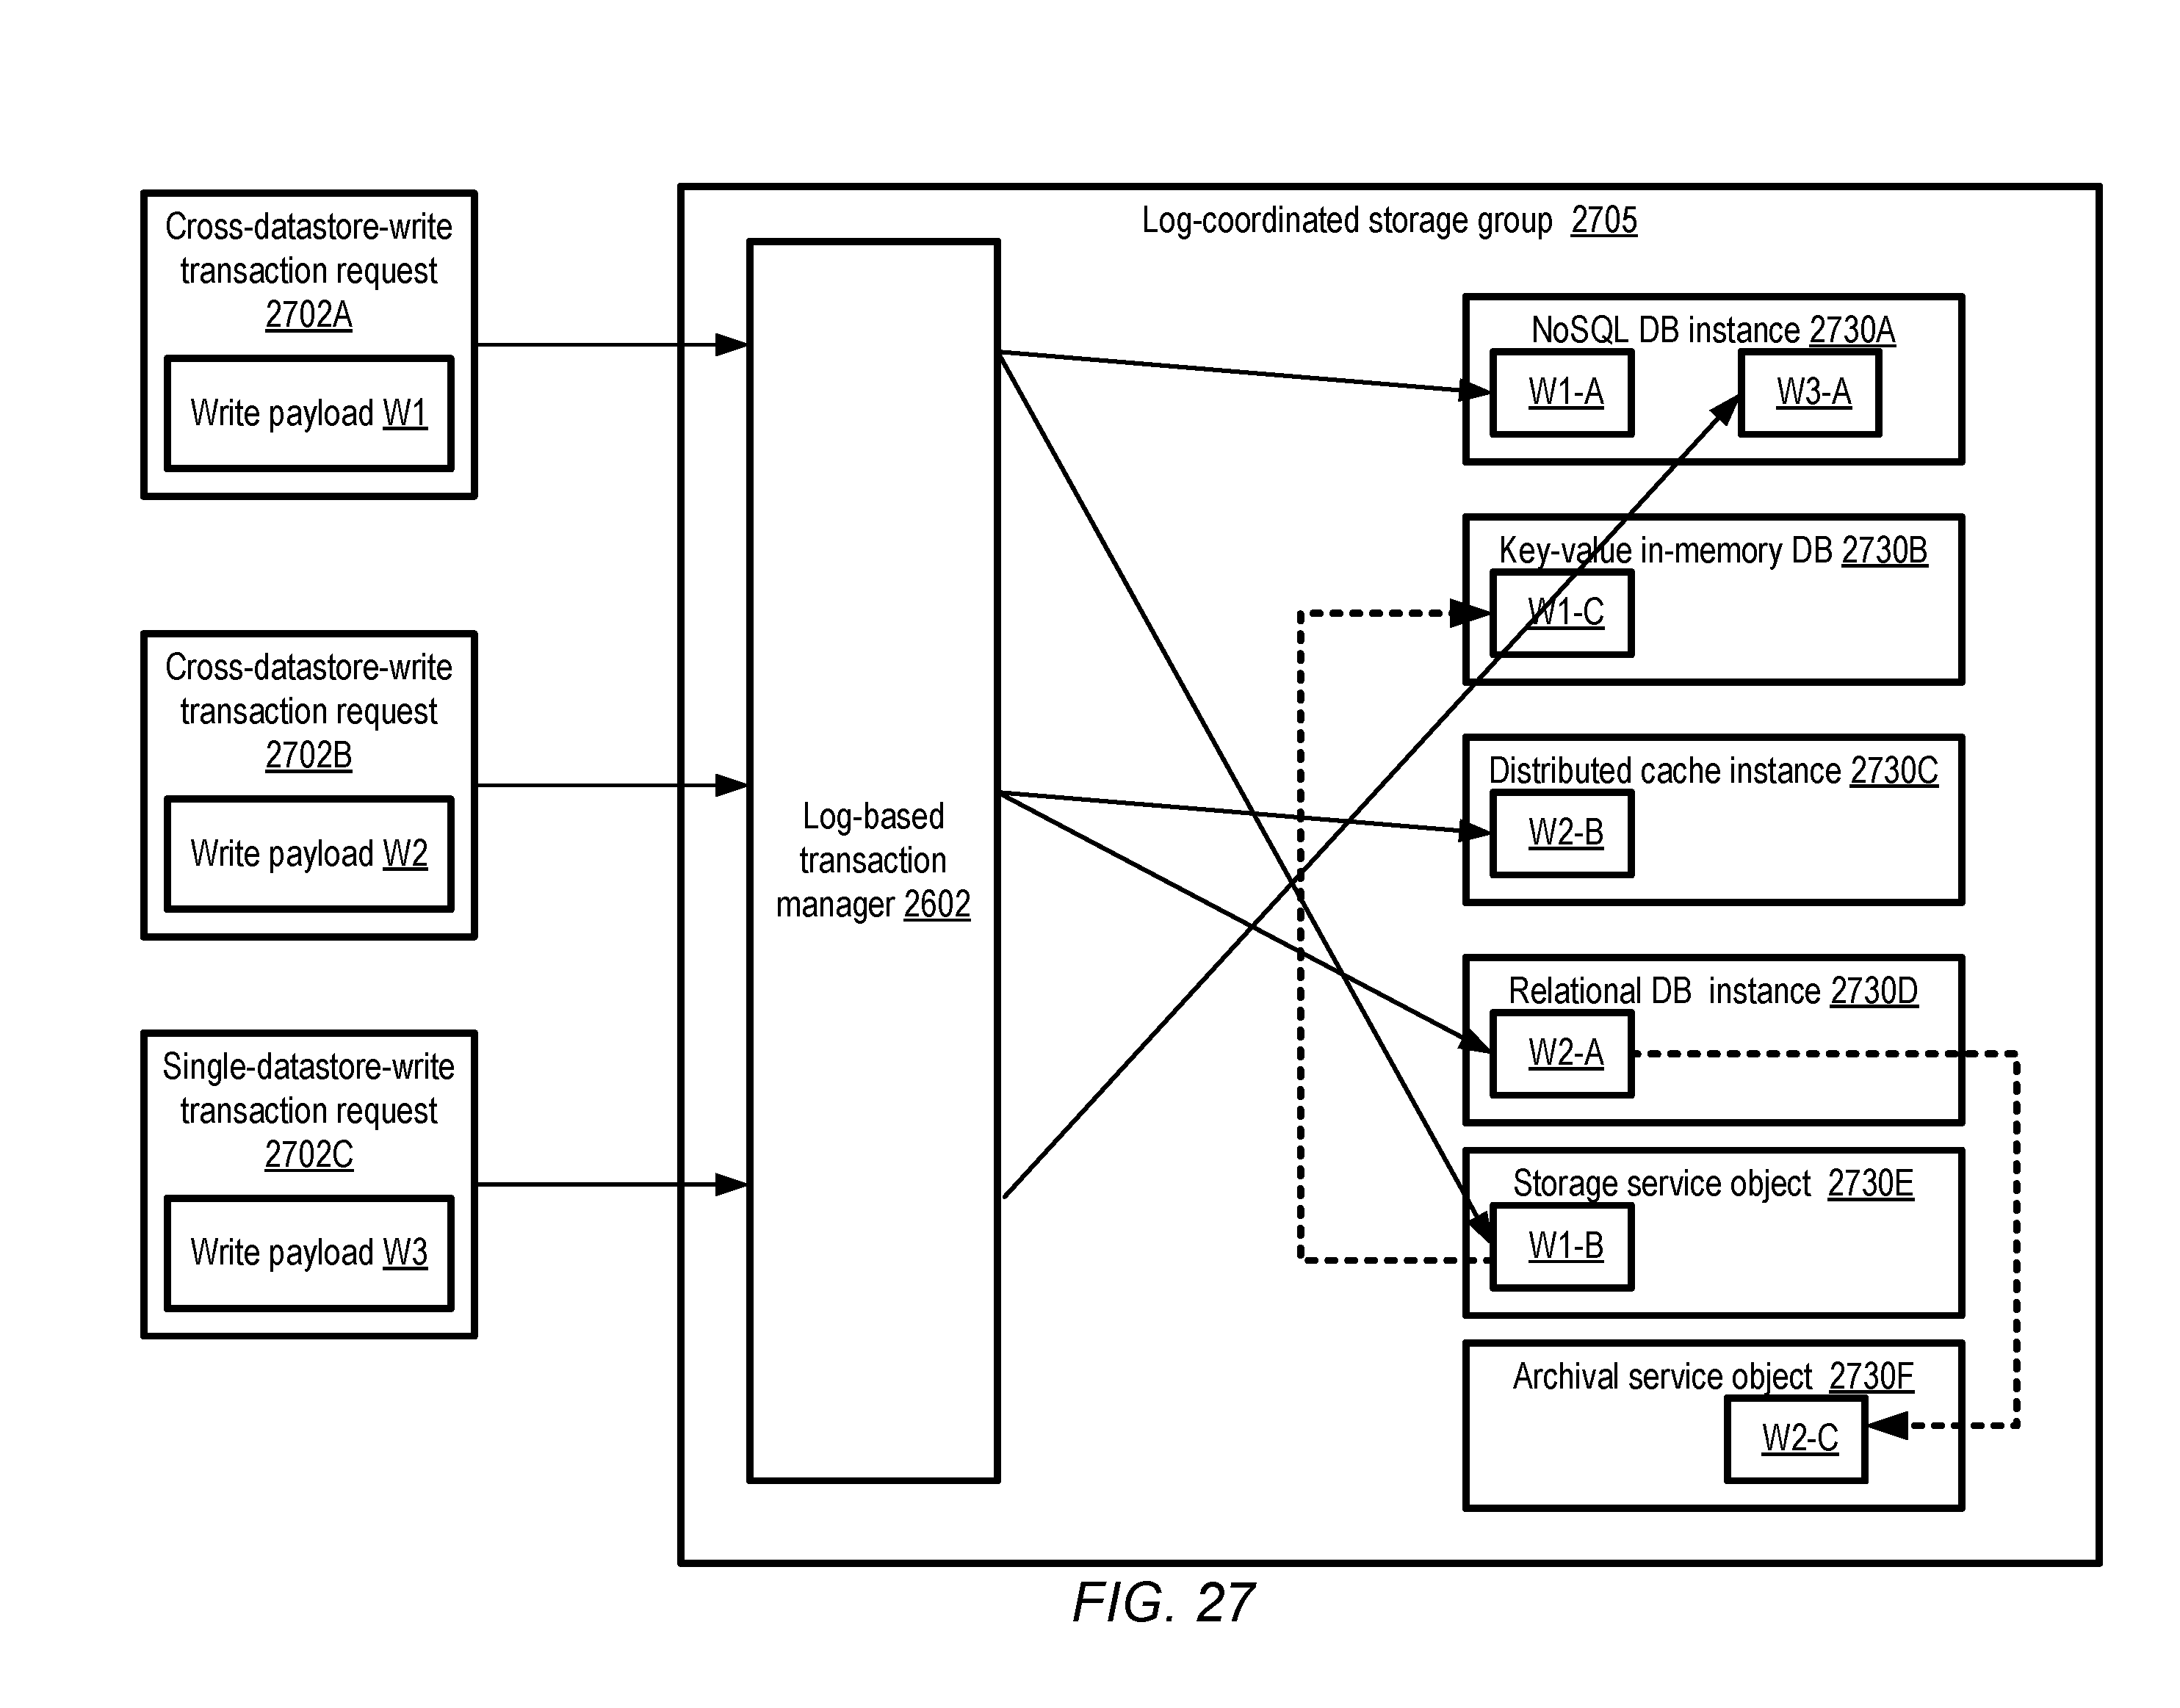 Cross-datastore-write
transaction request
2702A
Write payload W1
Cross-datastore-write
transaction request
2702B
Write payload W2
Single-datastore-write
transaction request
2702C
Write payload W3
Log-coordinated storage group 2705
Log-based
transaction
manager 2602
NoSQL DB instance 2730A
W1-A
W3-A
Key-value in-memory DB 2730B
W1-C
Distributed cache instance 2730C
W2-B
Relational DB instance 2730D
W2-A
Storage service object 2730E
W1-B
Archival service object 2730F
W2-C
FIG. 27